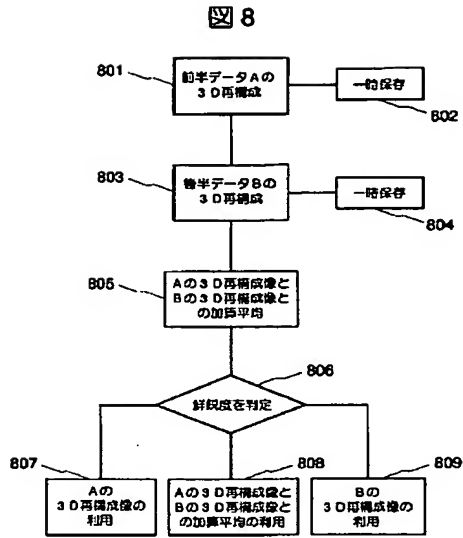 図 8
801
前半データAの
3D再構成
一時保存
802
803
後半データBの
3D再構成
一時保存
804
805
Aの3D再構成像と
Bの3D再構成像と
の加算平均
806
鮮鋭度を判定
807
Aの
3D再構成像の
利用
808
Aの3D再構成像と
Bの3D再構成像と
の加算平均の利用
809
Bの
3D再構成像の
利用